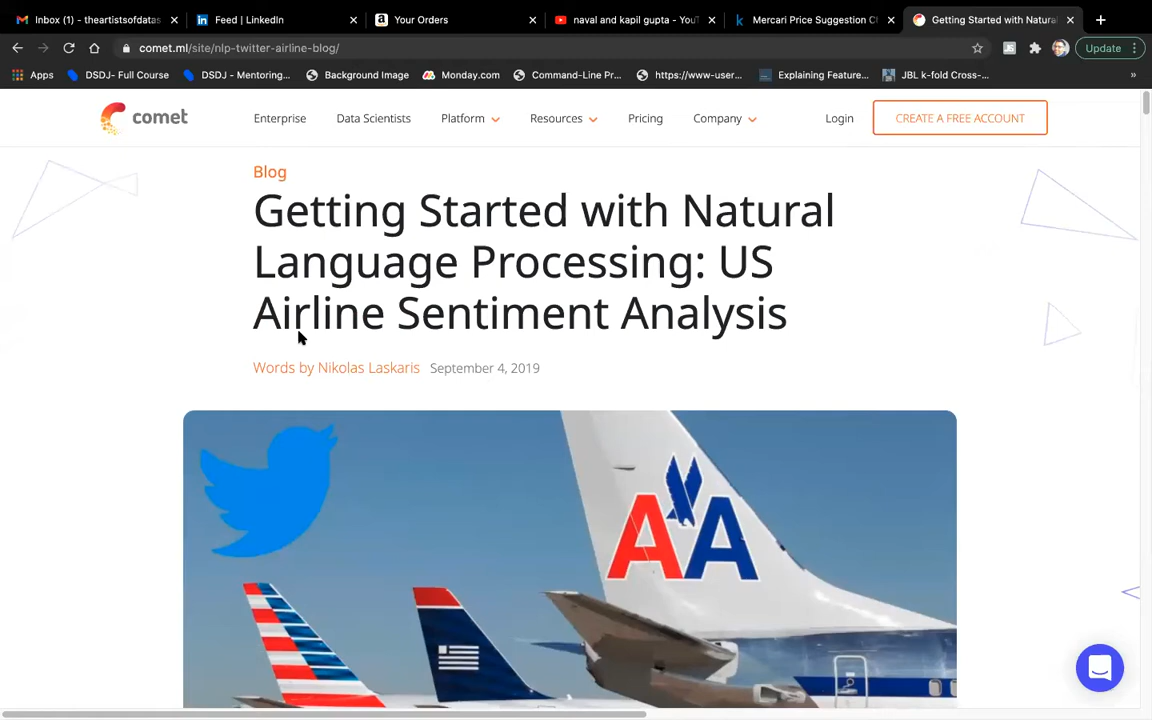 Inbox (1) - theartistsofdatas
Feed | LinkedIn
Your Orders
naval and kapil gupta - YouT
Mercari Price Suggestion Ch
Getting Started with Natural
comet.ml/site/nlp-twitter-airline-blog/
Update
Apps
DSDJ- Full Course
DSDJ - Mentoring...
Background Image
Monday.com
Command-Line Pr...
https://www-user...
Explaining Feature...
JBL k-fold Cross-...
»
comet
Enterprise
Data Scientists
Platform
Resources
Pricing
Company
Login
CREATE A FREE ACCOUNT
Blog
Getting Started with Natural
Language Processing: US
Airline Sentiment Analysis
Words by Nikolas Laskaris September 4, 2019
AA